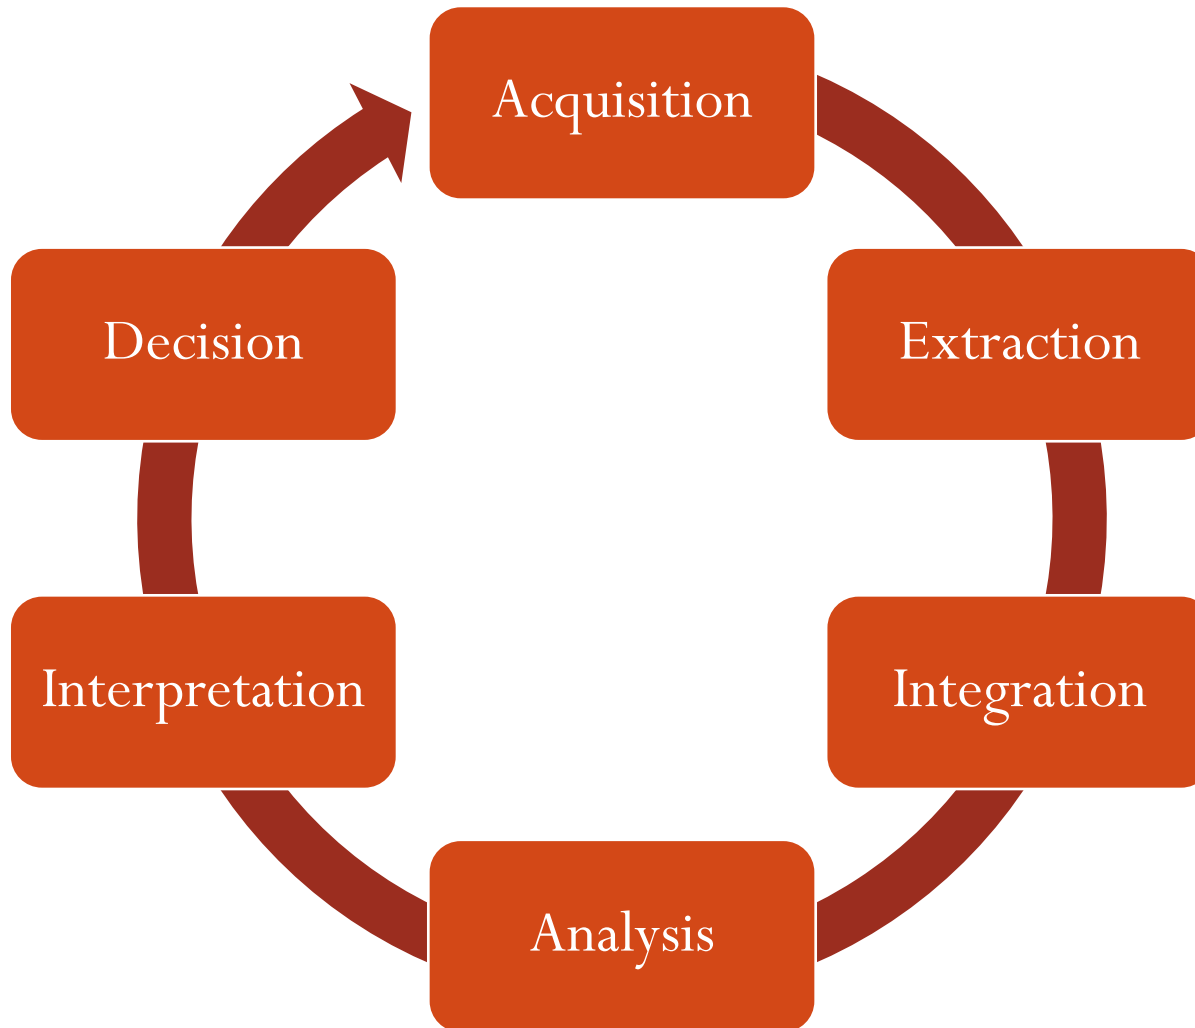 Acquisition
Extraction
Integration
Analysis
Interpretation
Decision